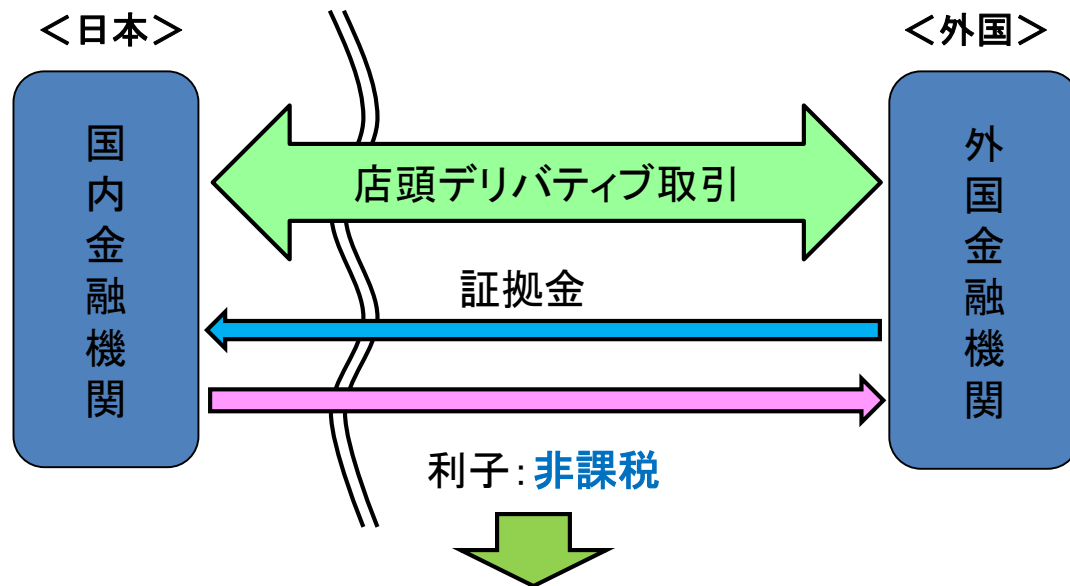 ＜日本＞
＜外国＞
国内金融機関
店頭デリバティブ取引
外国金融機関
証拠金
利子：非課税